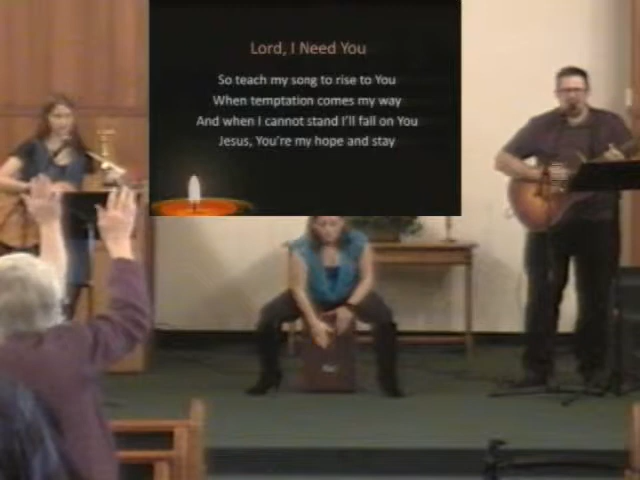 Lord, I Need You
So teach my song to rise to You
When temptation comes my way
And when I cannot stand I'll fall on You
Jesus, You're my hope and stay